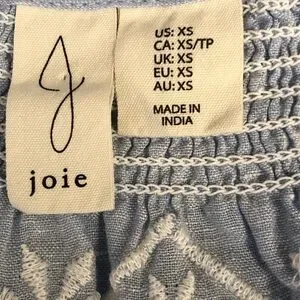 J
joie
US: XS
CA: XS/TP
UK: XS
EU: XS
AU: XS
MADE IN
INDIA